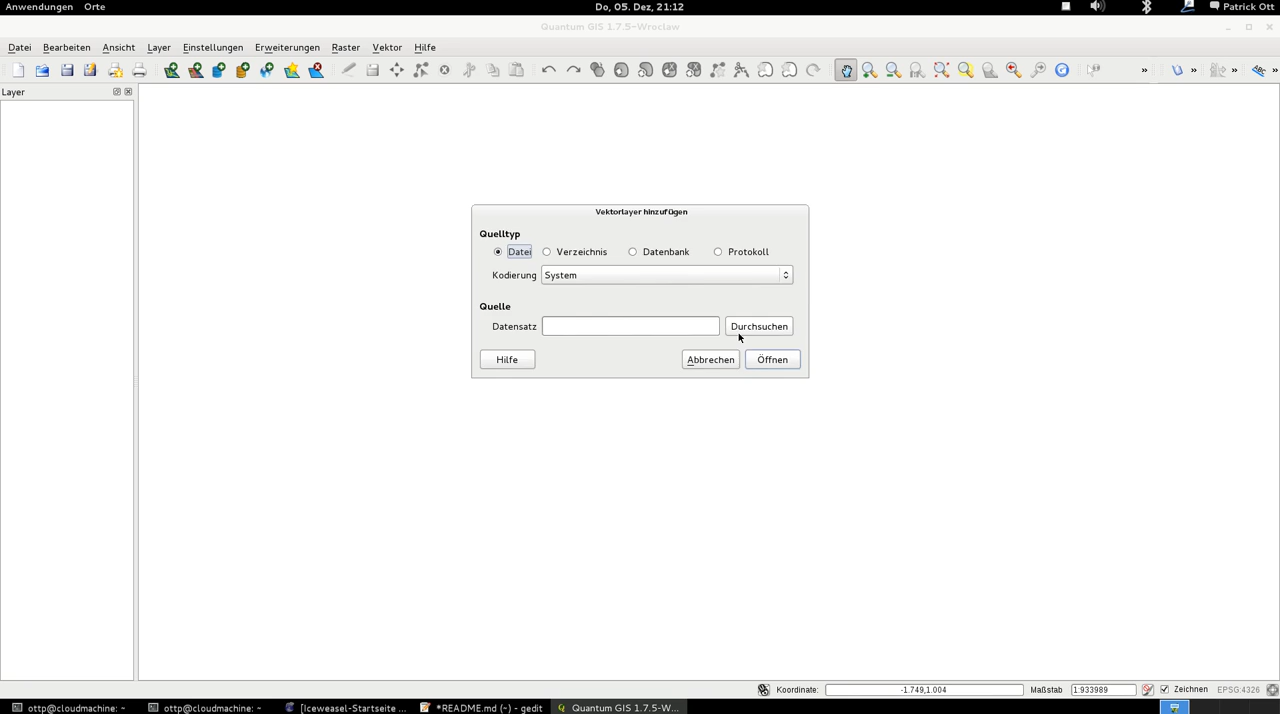 Anwendungen Orte Do, 05. Dez, 21:12 Patrick Ott
Quantum GIS 1.7.5-Wroclaw
Datei Bearbeiten Ansicht Layer Einstellungen Erweiterungen Raster Vektor Hilfe
Layer
Vektorlayer hinzufügen
Quelltyp
Datei Verzeichnis Datenbank Protokoll
Kodierung System
Quelle
Datensatz Durchsuchen
Hilfe Abbrechen Öffnen
Koordinate: -1.749,1.004 Maßstab 1:933989 Zeichnen EPSG:4326
ottp@cloudmachine: ~ ottp@cloudmachine: ~ [Iceweasel-Startseite ... *README.md (~) - gedit Quantum GIS 1.7.5-W...